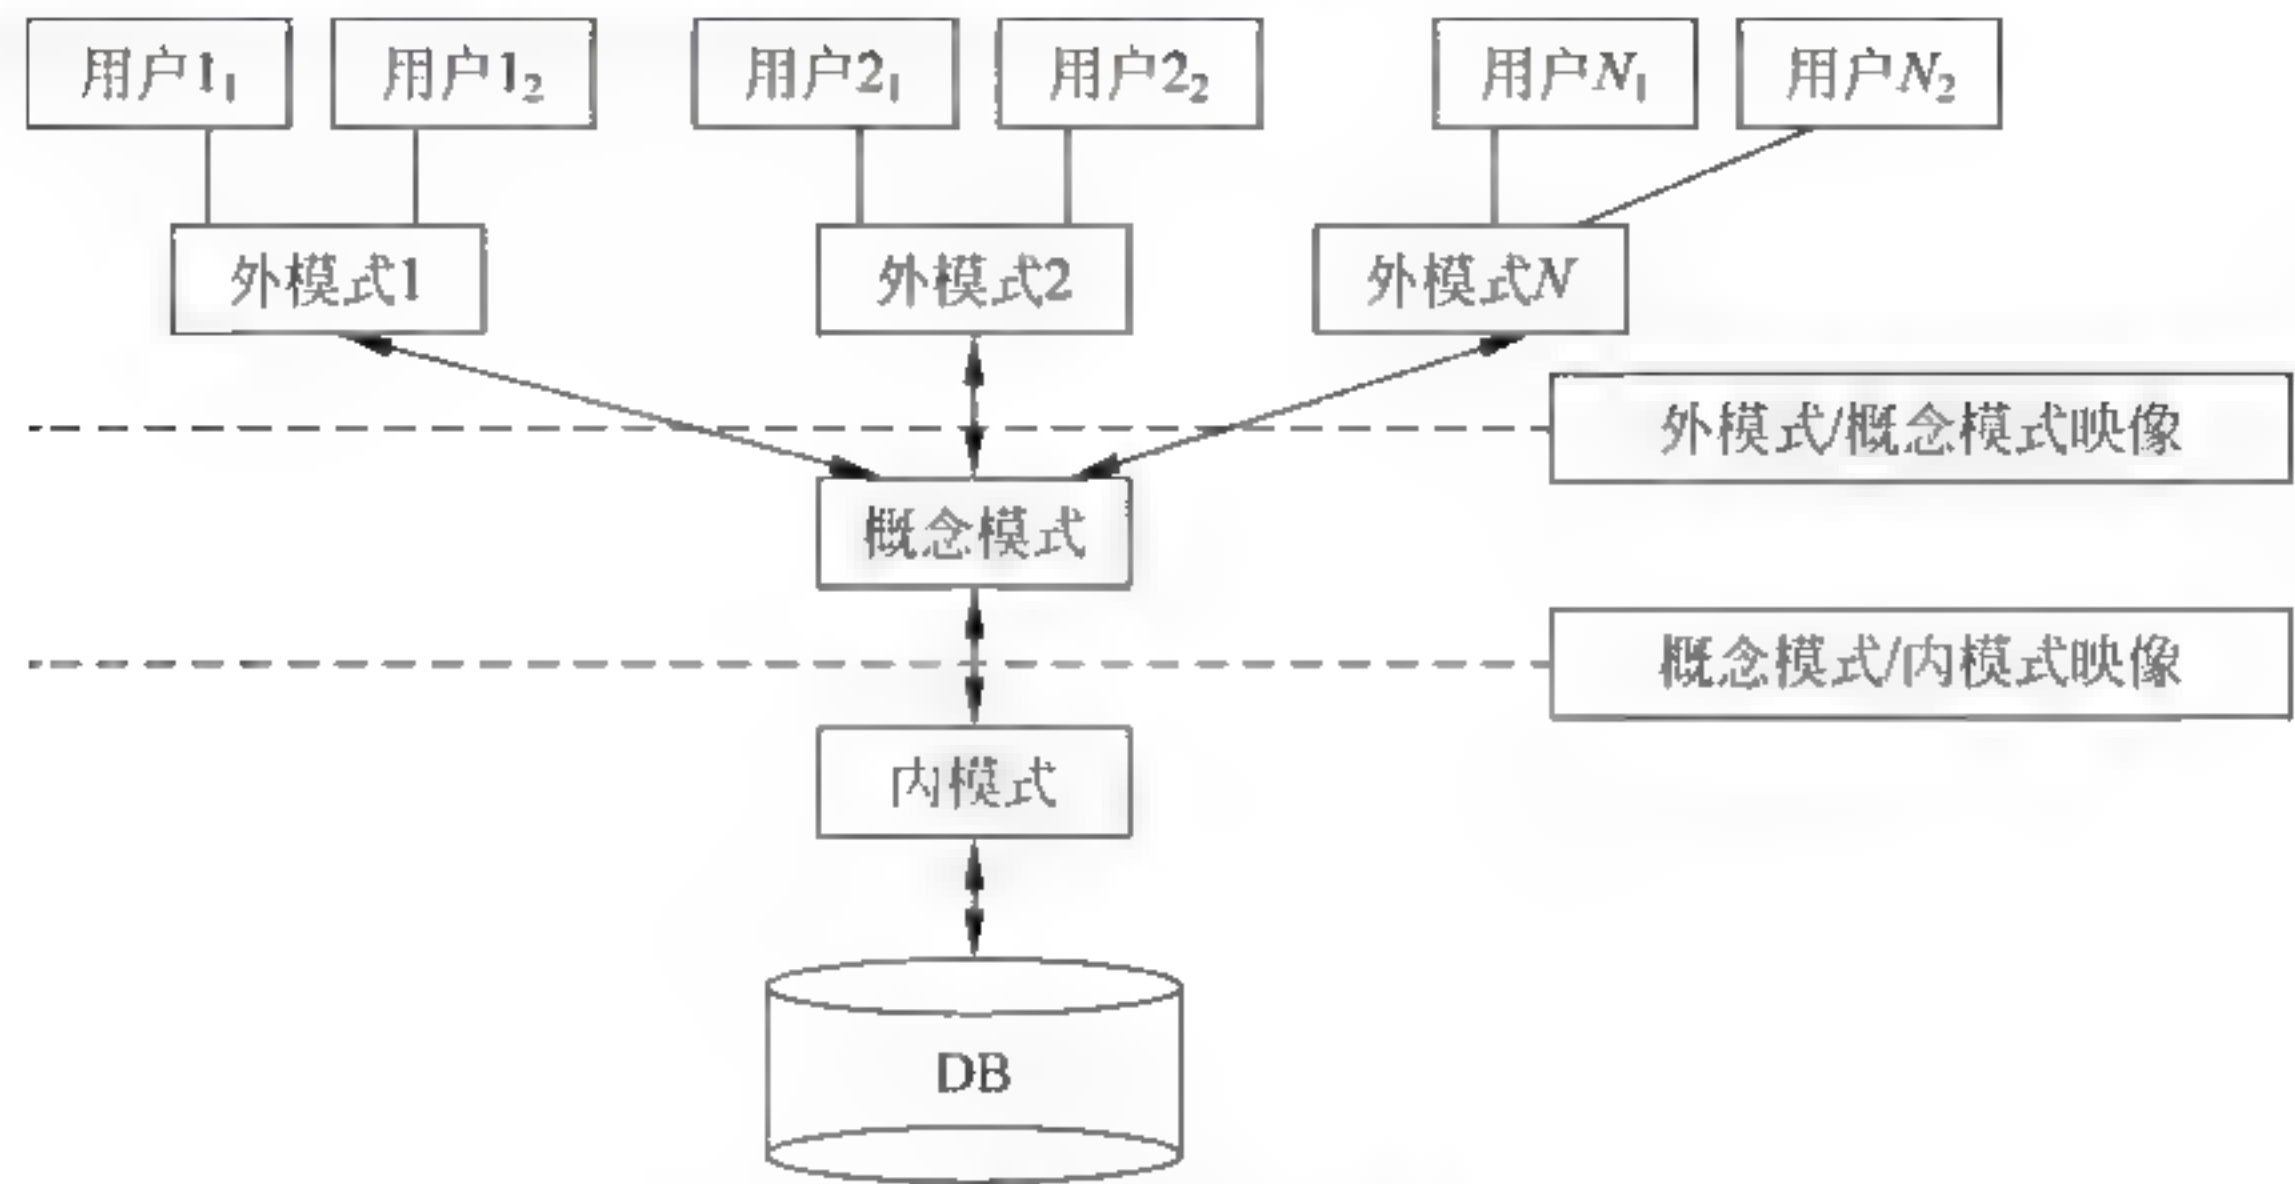 用户1₁ 用户1₂ 用户2₁ 用户2₂ 用户N₁ 用户N₂
外模式1 外模式2 外模式N
外模式/概念模式映像
概念模式
概念模式/内模式映像
内模式
DB